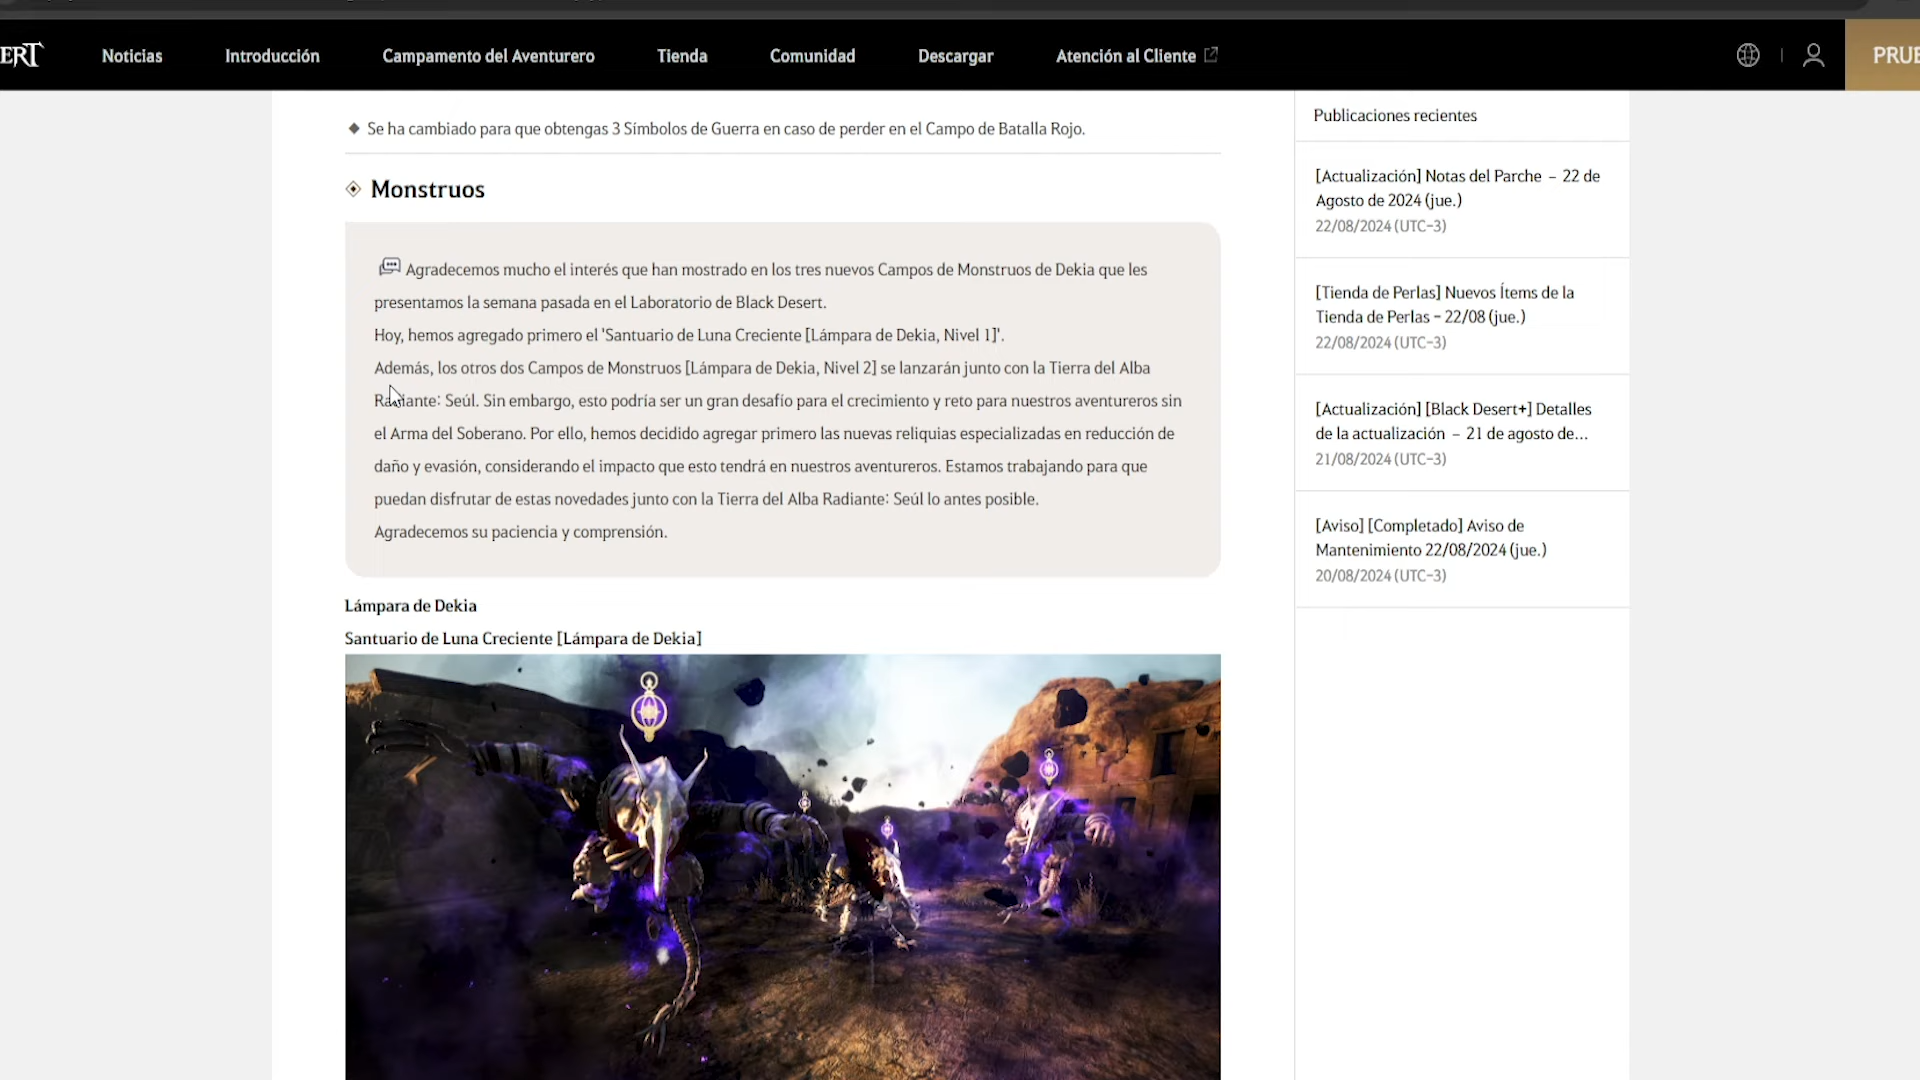 ERT
Noticias
Introducción
Campamento del Aventurero
Tienda
Comunidad
Descargar
Atención al Cliente
PRUE
Se ha cambiado para que obtengas 3 Símbolos de Guerra en caso de perder en el Campo de Batalla Rojo.
Monstruos
Agradecemos mucho el interés que han mostrado en los tres nuevos Campos de Monstruos de Dekia que les
presentamos la semana pasada en el Laboratorio de Black Desert.
Hoy, hemos agregado primero el 'Santuario de Luna Creciente [Lámpara de Dekia, Nivel 1]'.
Además, los otros dos Campos de Monstruos [Lámpara de Dekia, Nivel 2] se lanzarán junto con la Tierra del Alba
Radiante: Seúl. Sin embargo, esto podría ser un gran desafío para el crecimiento y reto para nuestros aventureros sin
el Arma del Soberano. Por ello, hemos decidido agregar primero las nuevas reliquias especializadas en reducción de
daño y evasión, considerando el impacto que esto tendrá en nuestros aventureros. Estamos trabajando para que
puedan disfrutar de estas novedades junto con la Tierra del Alba Radiante: Seúl lo antes posible.
Agradecemos su paciencia y comprensión.
Lámpara de Dekia
Santuario de Luna Creciente [Lámpara de Dekia]
Publicaciones recientes
[Actualización] Notas del Parche – 22 de
Agosto de 2024 (jue.)
22/08/2024 (UTC-3)
[Tienda de Perlas] Nuevos Ítems de la
Tienda de Perlas – 22/08 (jue.)
22/08/2024 (UTC-3)
[Actualización] [Black Desert+] Detalles
de la actualización – 21 de agosto de...
21/08/2024 (UTC-3)
[Aviso] [Completado] Aviso de
Mantenimiento 22/08/2024 (jue.)
20/08/2024 (UTC-3)